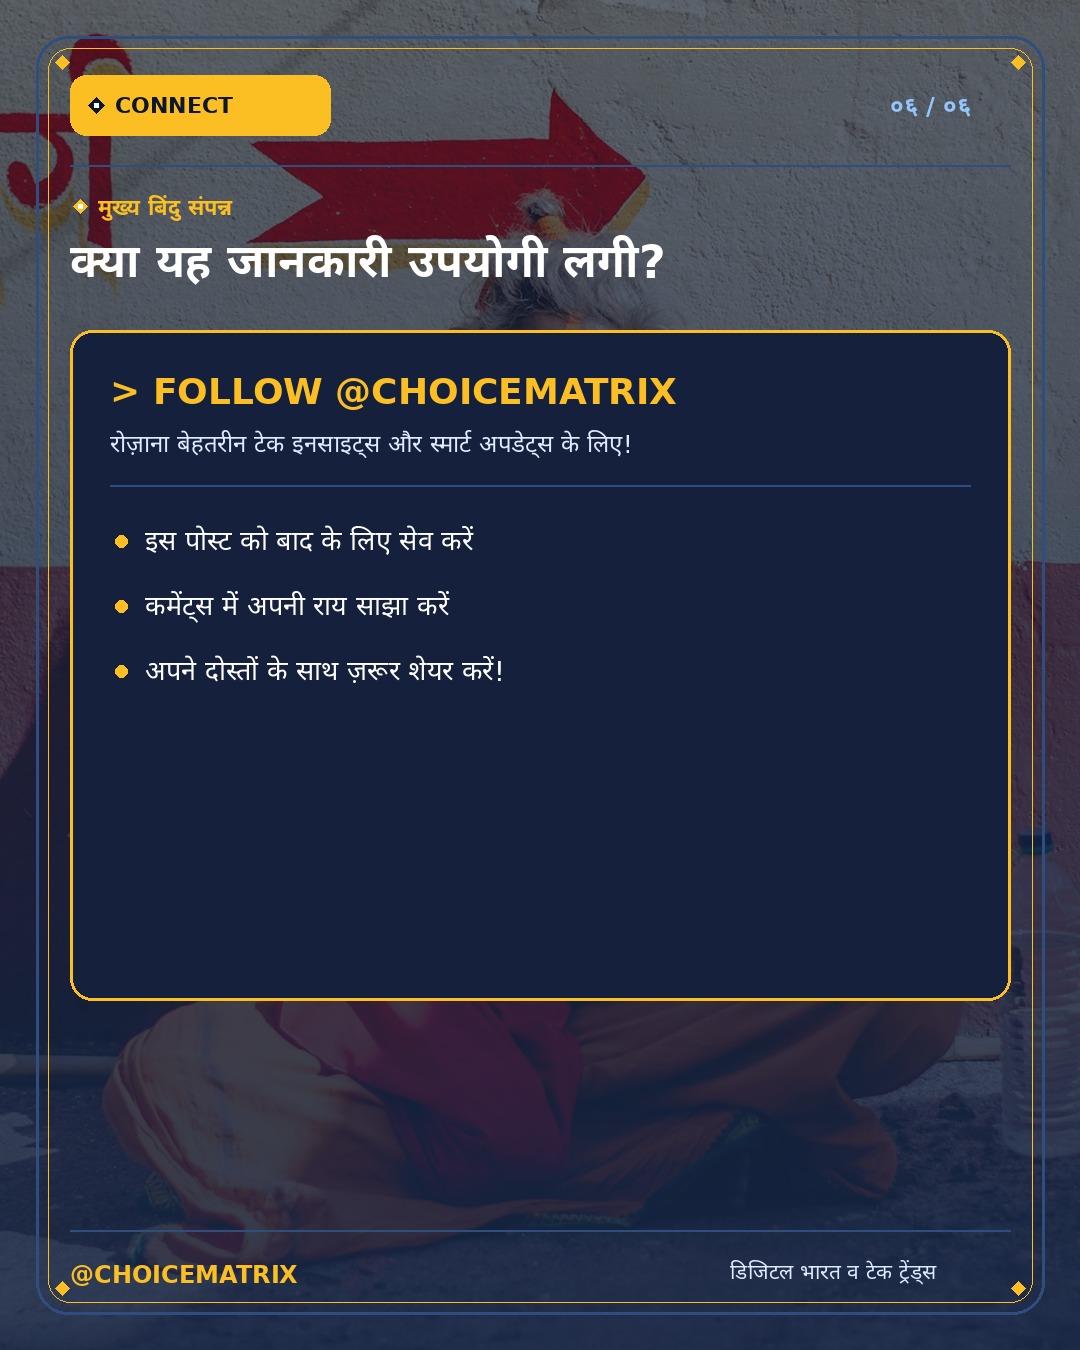 CONNECT
०६ / ०६
मुख्य बिंदु संपन्न
क्या यह जानकारी उपयोगी लगी?
> FOLLOW @CHOICEMATRIX
रोज़ाना बेहतरीन टेक इनसाइट्स और स्मार्ट अपडेट्स के लिए!
इस पोस्ट को बाद के लिए सेव करें
कमेंट्स में अपनी राय साझा करें
अपने दोस्तों के साथ ज़रूर शेयर करें!
@CHOICEMATRIX
डिजिटल भारत व टेक ट्रेंड्स